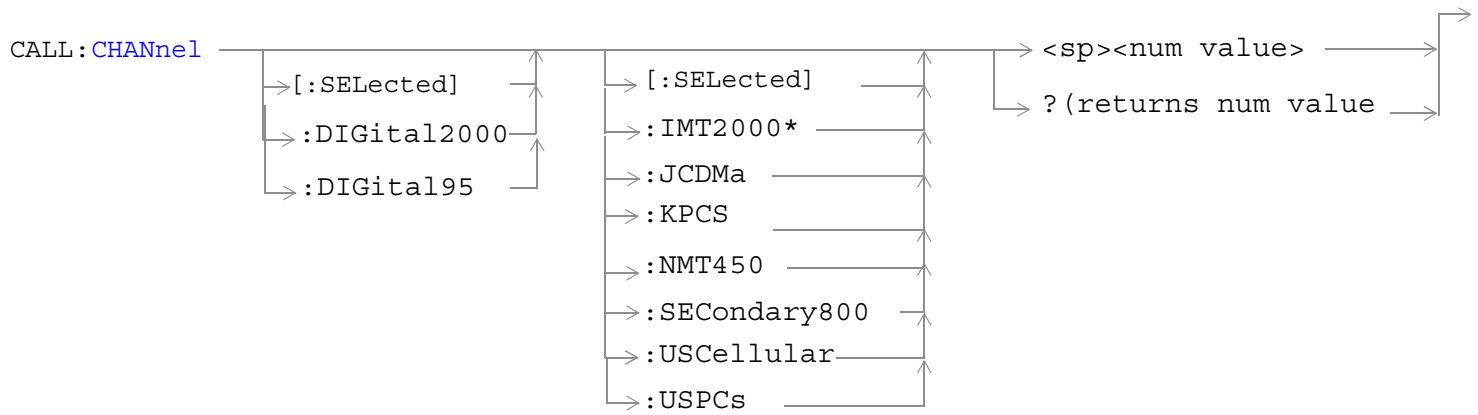 CALL:CHANnel
[:SELected]
:DIGital2000
:DIGital95
[:SELected]
:IMT2000*
:JCDMa
:KPCS
:NMT450
:SECondary800
:USCellular
:USPCs
<sp><num value>
?(returns num value